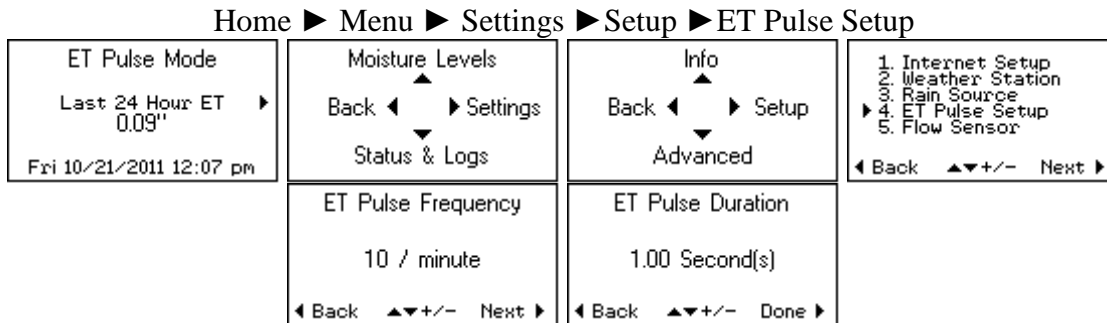 Home ► Menu ► Settings ►Setup ►ET Pulse Setup
ET Pulse Mode
Last 24 Hour ET ▶
0.09"
Fri 10/21/2011 12:07 pm
Moisture Levels
▲
Back ◀ ▶ Settings
▼
Status & Logs
Info
▲
Back ◀ ▶ Setup
▼
Advanced
1. Internet Setup
2. Weather Station
3. Rain Source
▶ 4. ET Pulse Setup
5. Flow Sensor
◀ Back ▲▼+/- Next ▶
ET Pulse Frequency
10 / minute
◀ Back ▲▼+/- Next ▶
ET Pulse Duration
1.00 Second(s)
◀ Back ▲▼+/- Done ▶